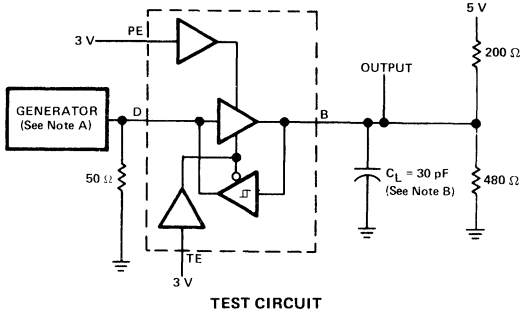 5 V
3 V
PE
200 Ω
OUTPUT
GENERATOR
(See Note A)
D
B
50 Ω
C_L = 30 pF
(See Note B)
480 Ω
TE
3 V
TEST CIRCUIT